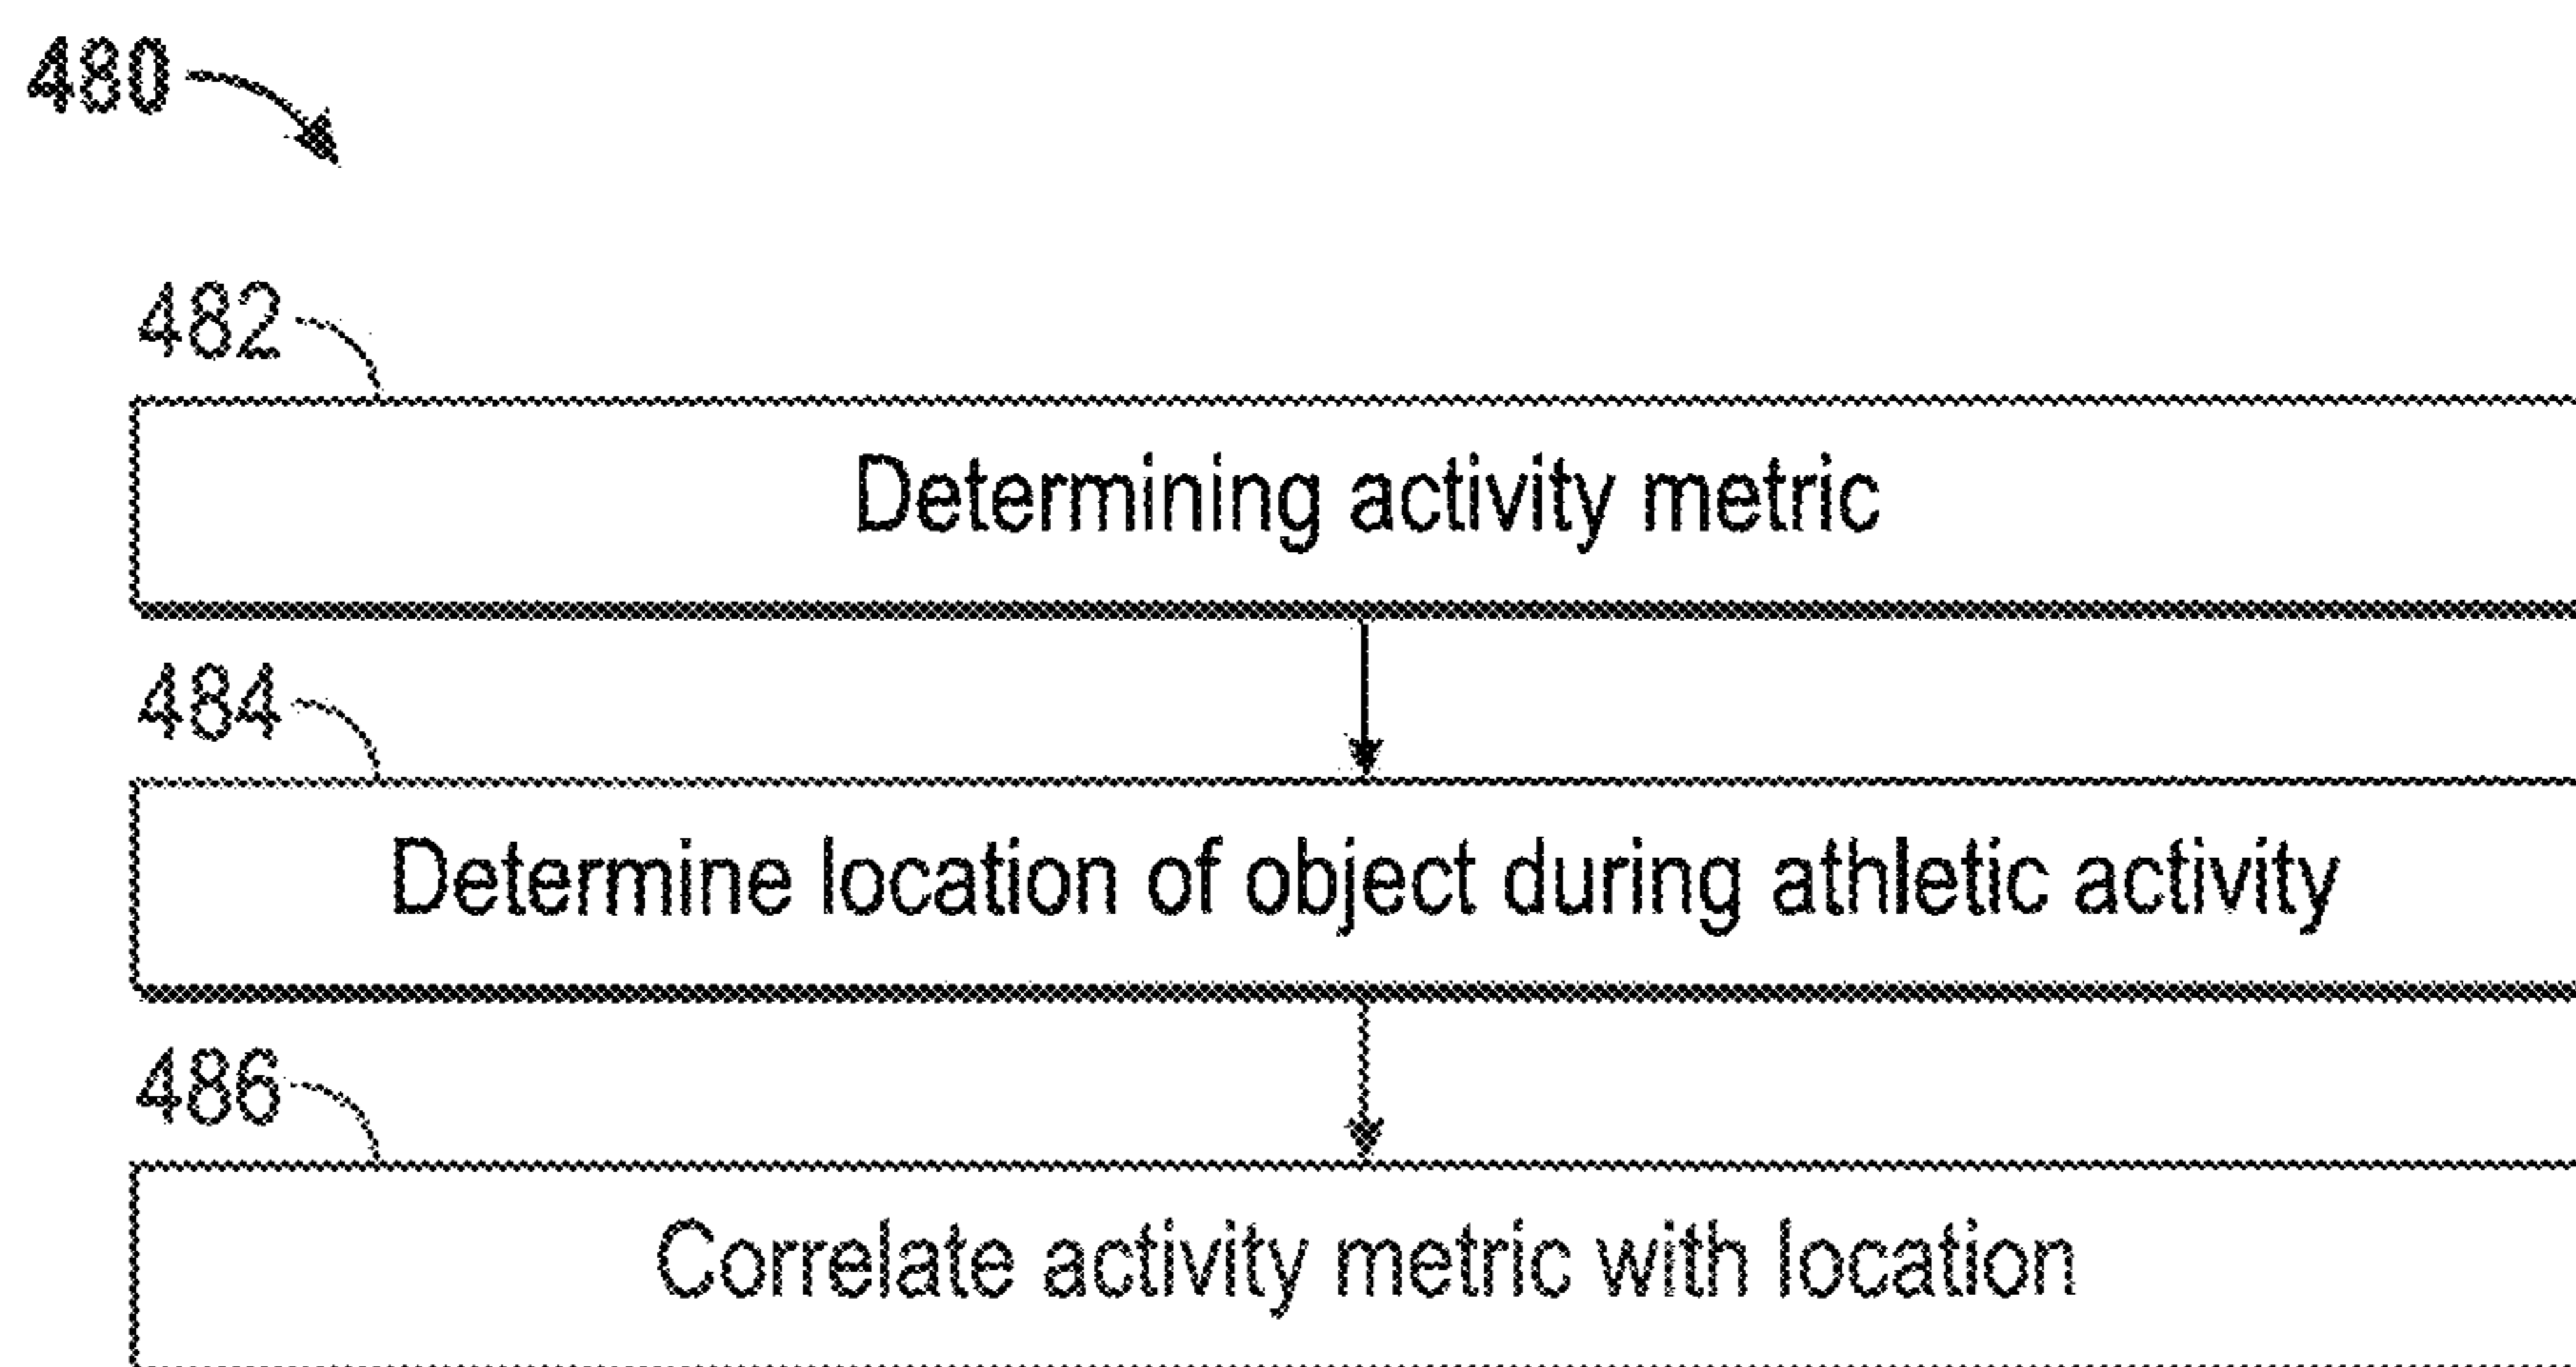 480
482
Determining activity metric
484
Determine location of object during athletic activity
486
Correlate activity metric with location